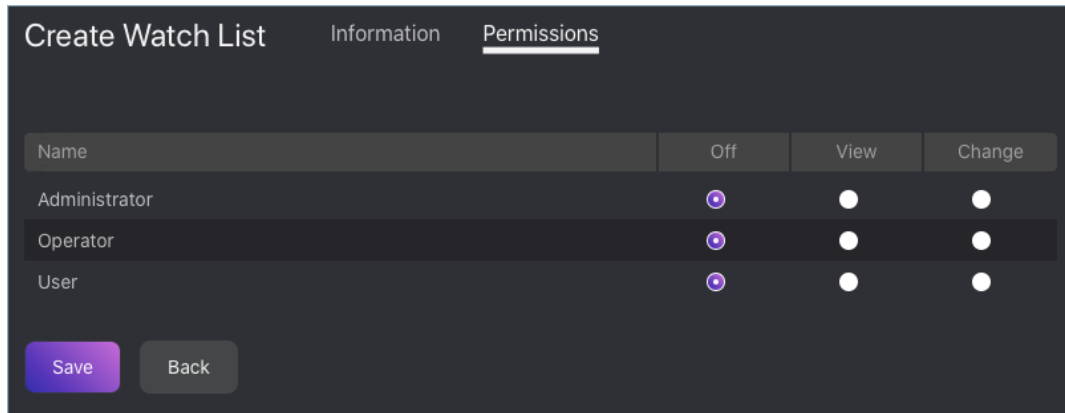 Create Watch List Information Permissions
Name Off View Change
Administrator
Operator
User
Save Back